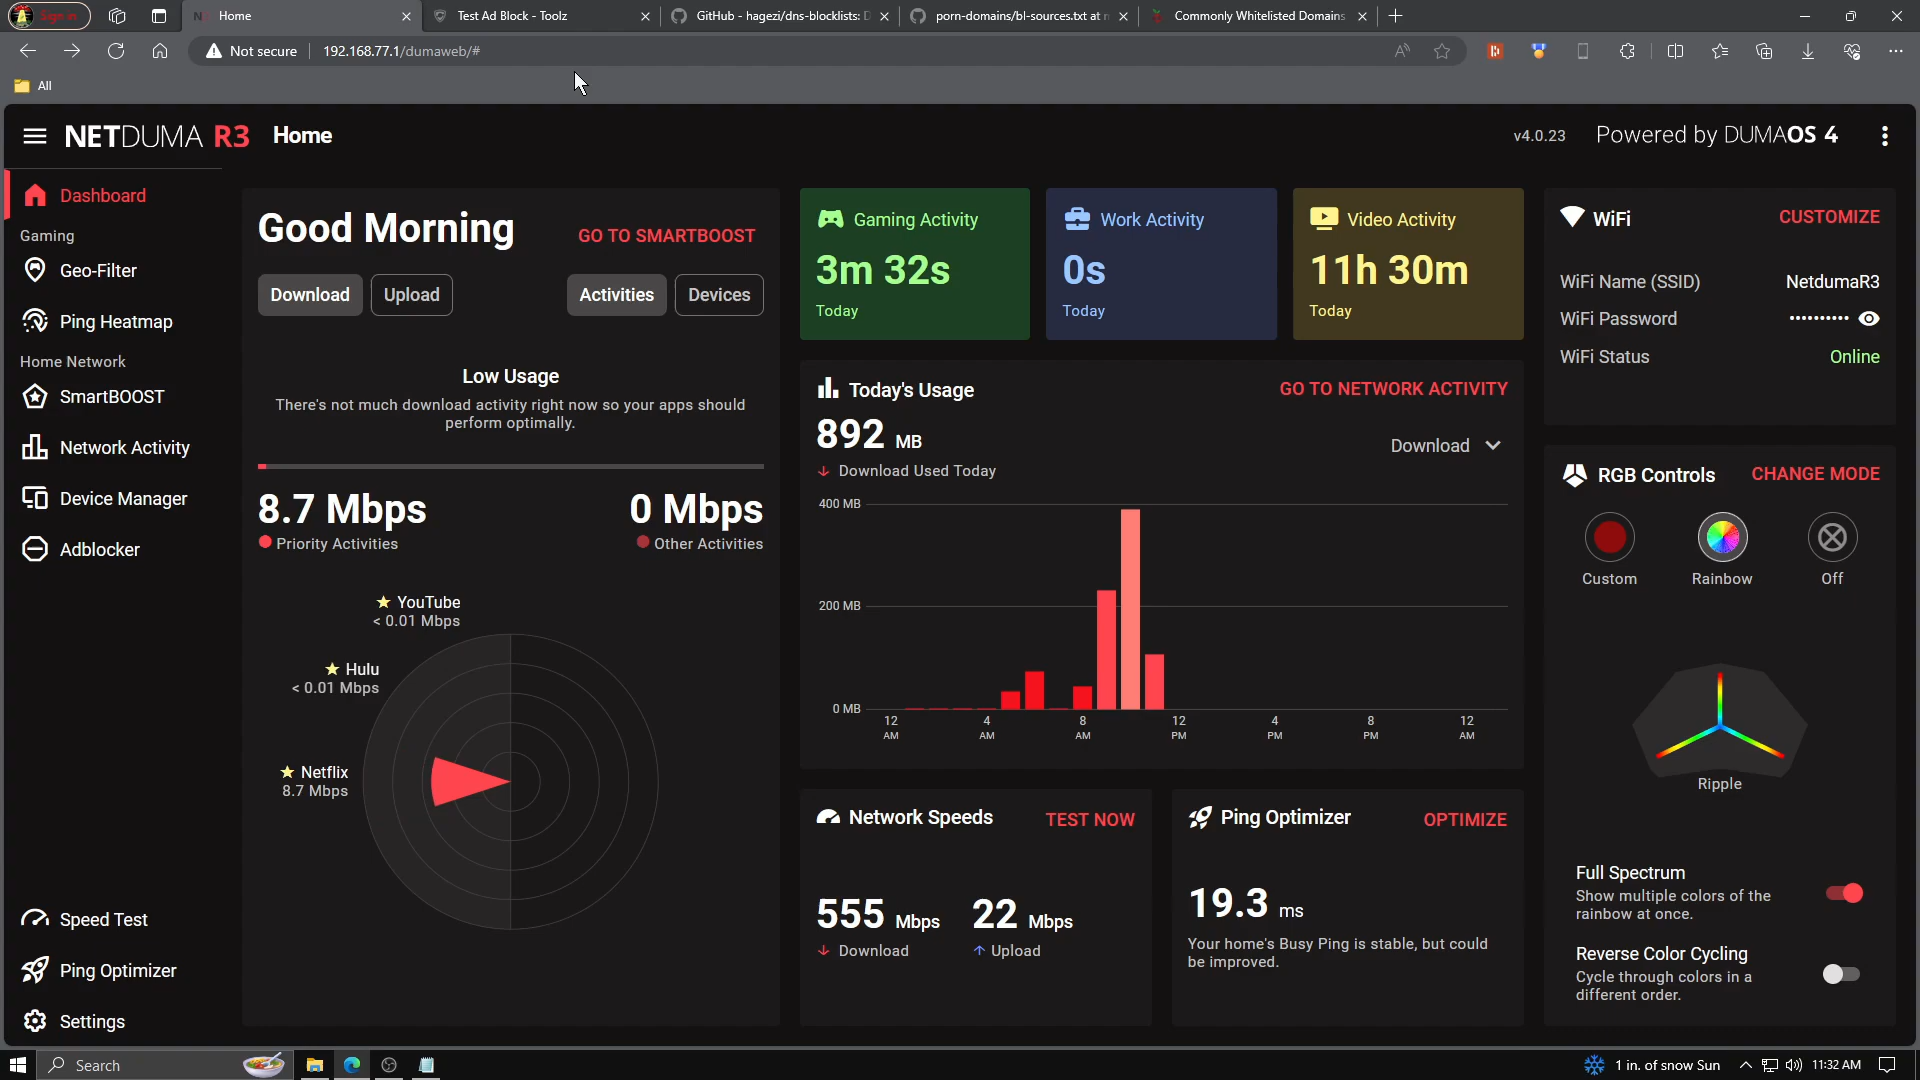 Sign in
Home
Test Ad Block - Toolz
GitHub - hagezi/dns-blocklists: D
porn-domains/bl-sources.txt at
Commonly Whitelisted Domains
Not secure
192.168.77.1/dumaweb/#
All
NETDUMA R3
Home
v4.0.23
Powered by DUMAOS 4
Dashboard
Gaming
Geo-Filter
Ping Heatmap
Home Network
SmartBOOST
Network Activity
Device Manager
Adblocker
Speed Test
Ping Optimizer
Settings
Good Morning
GO TO SMARTBOOST
Download
Upload
Activities
Devices
Low Usage
There's not much download activity right now so your apps should
perform optimally.
8.7 Mbps
Priority Activities
0 Mbps
Other Activities
YouTube
< 0.01 Mbps
Hulu
< 0.01 Mbps
Netflix
8.7 Mbps
Gaming Activity
3m 32s
Today
Work Activity
0s
Today
Video Activity
11h 30m
Today
Today's Usage
GO TO NETWORK ACTIVITY
892 MB
Download Used Today
Download
400 MB
200 MB
0 MB
12 4 8 12 4 8 12
AM AM AM PM PM PM AM
Network Speeds
TEST NOW
555 Mbps
Download
22 Mbps
Upload
Ping Optimizer
OPTIMIZE
19.3 ms
Your home's Busy Ping is stable, but could
be improved.
WiFi
CUSTOMIZE
WiFi Name (SSID) NetdumaR3
WiFi Password ••••••••••
WiFi Status Online
RGB Controls
CHANGE MODE
Custom
Rainbow
Off
Ripple
Full Spectrum
Show multiple colors of the
rainbow at once.
Reverse Color Cycling
Cycle through colors in a
different order.
Search
1 in. of snow Sun
11:32 AM